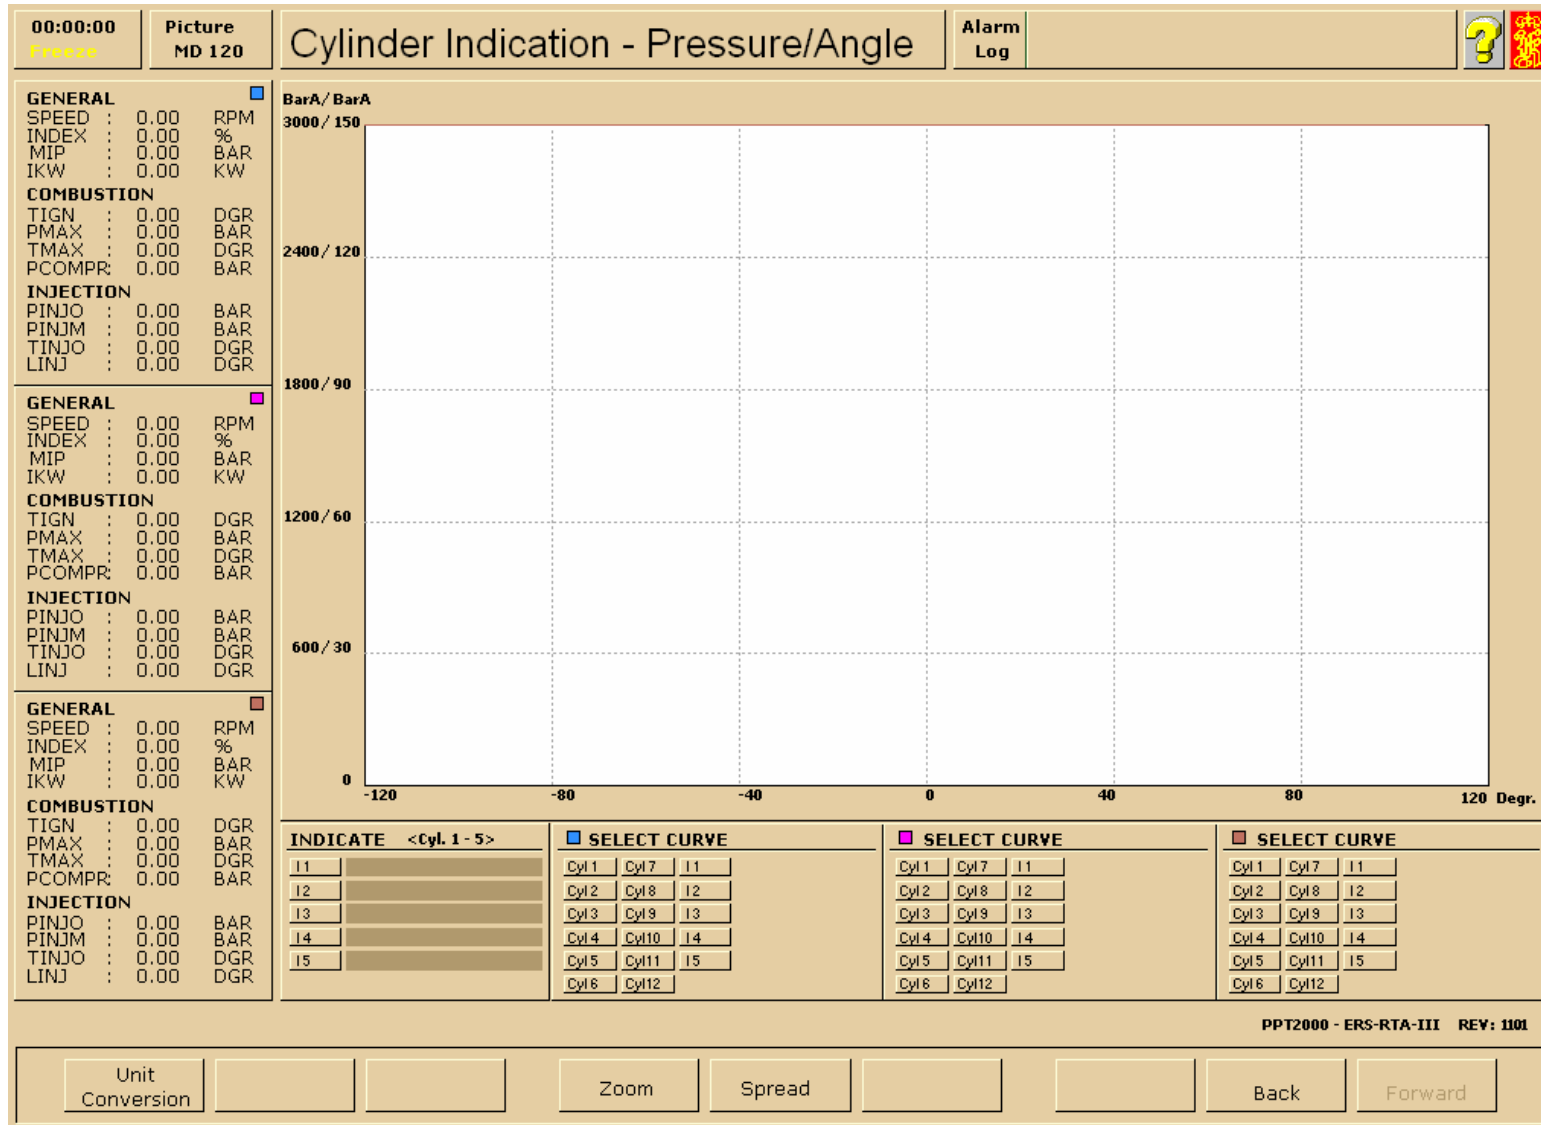 00:00:00
Freeze
Picture
MD 120
Cylinder Indication - Pressure/Angle
Alarm
Log
?
GENERAL
SPEED : 0.00 RPM
INDEX : 0.00 %
MIP : 0.00 BAR
IKW : 0.00 KW
COMBUSTION
TIGN : 0.00 DGR
PMAX : 0.00 BAR
TMAX : 0.00 DGR
PCOMPR: 0.00 BAR
INJECTION
PINJO : 0.00 BAR
PINJM : 0.00 BAR
TINJO : 0.00 DGR
LINJ : 0.00 DGR
GENERAL
SPEED : 0.00 RPM
INDEX : 0.00 %
MIP : 0.00 BAR
IKW : 0.00 KW
COMBUSTION
TIGN : 0.00 DGR
PMAX : 0.00 BAR
TMAX : 0.00 DGR
PCOMPR: 0.00 BAR
INJECTION
PINJO : 0.00 BAR
PINJM : 0.00 BAR
TINJO : 0.00 DGR
LINJ : 0.00 DGR
GENERAL
SPEED : 0.00 RPM
INDEX : 0.00 %
MIP : 0.00 BAR
IKW : 0.00 KW
COMBUSTION
TIGN : 0.00 DGR
PMAX : 0.00 BAR
TMAX : 0.00 DGR
PCOMPR: 0.00 BAR
INJECTION
PINJO : 0.00 BAR
PINJM : 0.00 BAR
TINJO : 0.00 DGR
LINJ : 0.00 DGR
BarA/BarA
3000/150
2400/120
1800/90
1200/60
600/30
0
-120 -80 -40 0 40 80 120 Degr.
INDICATE <Cyl. 1 - 5>
I1
I2
I3
I4
I5
SELECT CURVE
Cyl 1 Cyl 7 I1
Cyl 2 Cyl 8 I2
Cyl 3 Cyl 9 I3
Cyl 4 Cyl10 I4
Cyl 5 Cyl11 I5
Cyl 6 Cyl12
SELECT CURVE
Cyl 1 Cyl 7 I1
Cyl 2 Cyl 8 I2
Cyl 3 Cyl 9 I3
Cyl 4 Cyl10 I4
Cyl 5 Cyl11 I5
Cyl 6 Cyl12
SELECT CURVE
Cyl 1 Cyl 7 I1
Cyl 2 Cyl 8 I2
Cyl 3 Cyl 9 I3
Cyl 4 Cyl10 I4
Cyl 5 Cyl11 I5
Cyl 6 Cyl12
PPT2000 - ERS-RTA-III REV: 1101
Unit
Conversion
Zoom
Spread
Back
Forward